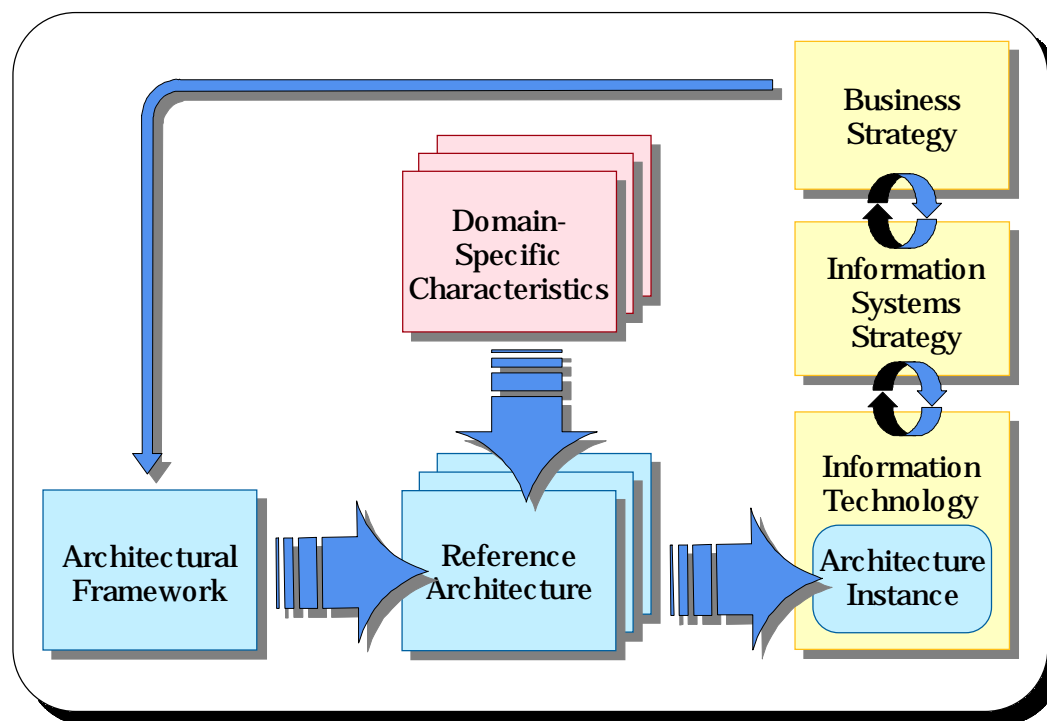 Business
Strategy
Domain-
Specific
Characteristics
Information
Systems
Strategy
Information
Technology
Architectural
Framework
Reference
Architecture
Architecture
Instance